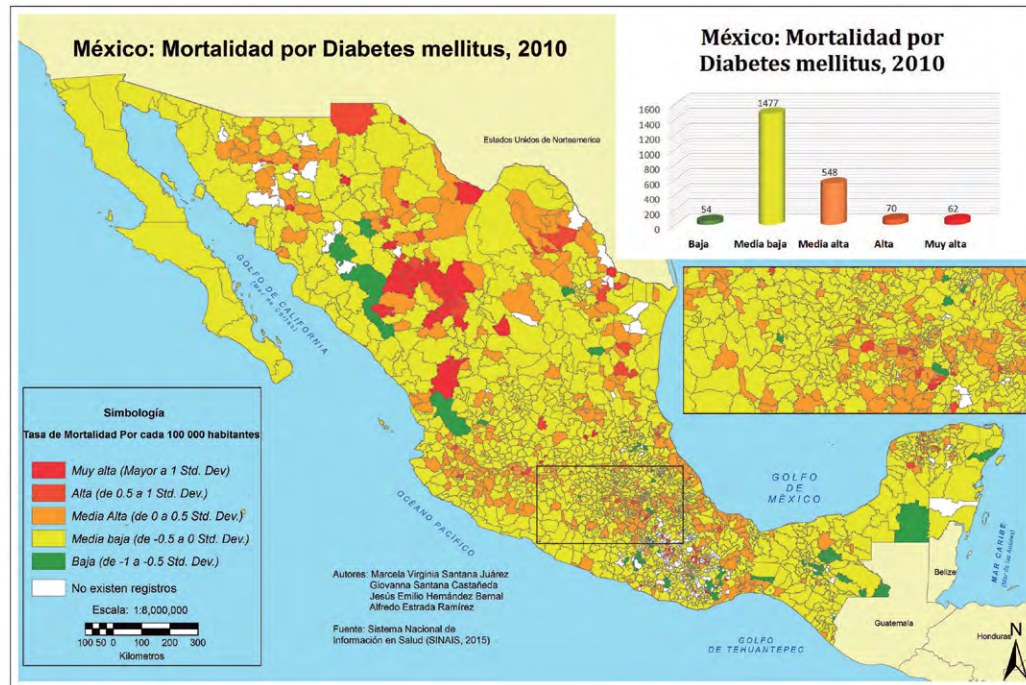 México: Mortalidad por Diabetes mellitus, 2010
México: Mortalidad por
Diabetes mellitus, 2010
1600
1400
1200
1000
800
600
400
200
0
54
1477
548
70
62
Baja
Media baja
Media alta
Alta
Muy alta
Estados Unidos de Norteamerica
GOLFO DE CALIFORNIA
(Mar de Cortés)
GOLFO
DE
MÉXICO
OCÉANO PACÍFICO
MAR CARIBE
Belize
Guatemala
Honduras
GOLFO
DE TEHUANTEPEC
N
Simbología
Tasa de Mortalidad Por cada 100 000 habitantes
Muy alta (Mayor a 1 Std. Dev)
Alta (de 0.5 a 1 Std. Dev.)
Media Alta (de 0 a 0.5 Std. Dev.)
Media baja (de -0.5 a 0 Std. Dev.)
Baja (de -1 a -0.5 Std. Dev.)
No existen registros
Escala: 1:8,000,000
100 50 0 100 200 300
Kilometros
Autores: Marcela Virginia Santana Juárez
Giovanna Santana Castañeda
Jesús Emilio Hernández Bernal
Alfredo Estrada Ramírez
Fuente: Sistema Nacional de
Información en Salud (SINAIS, 2015)